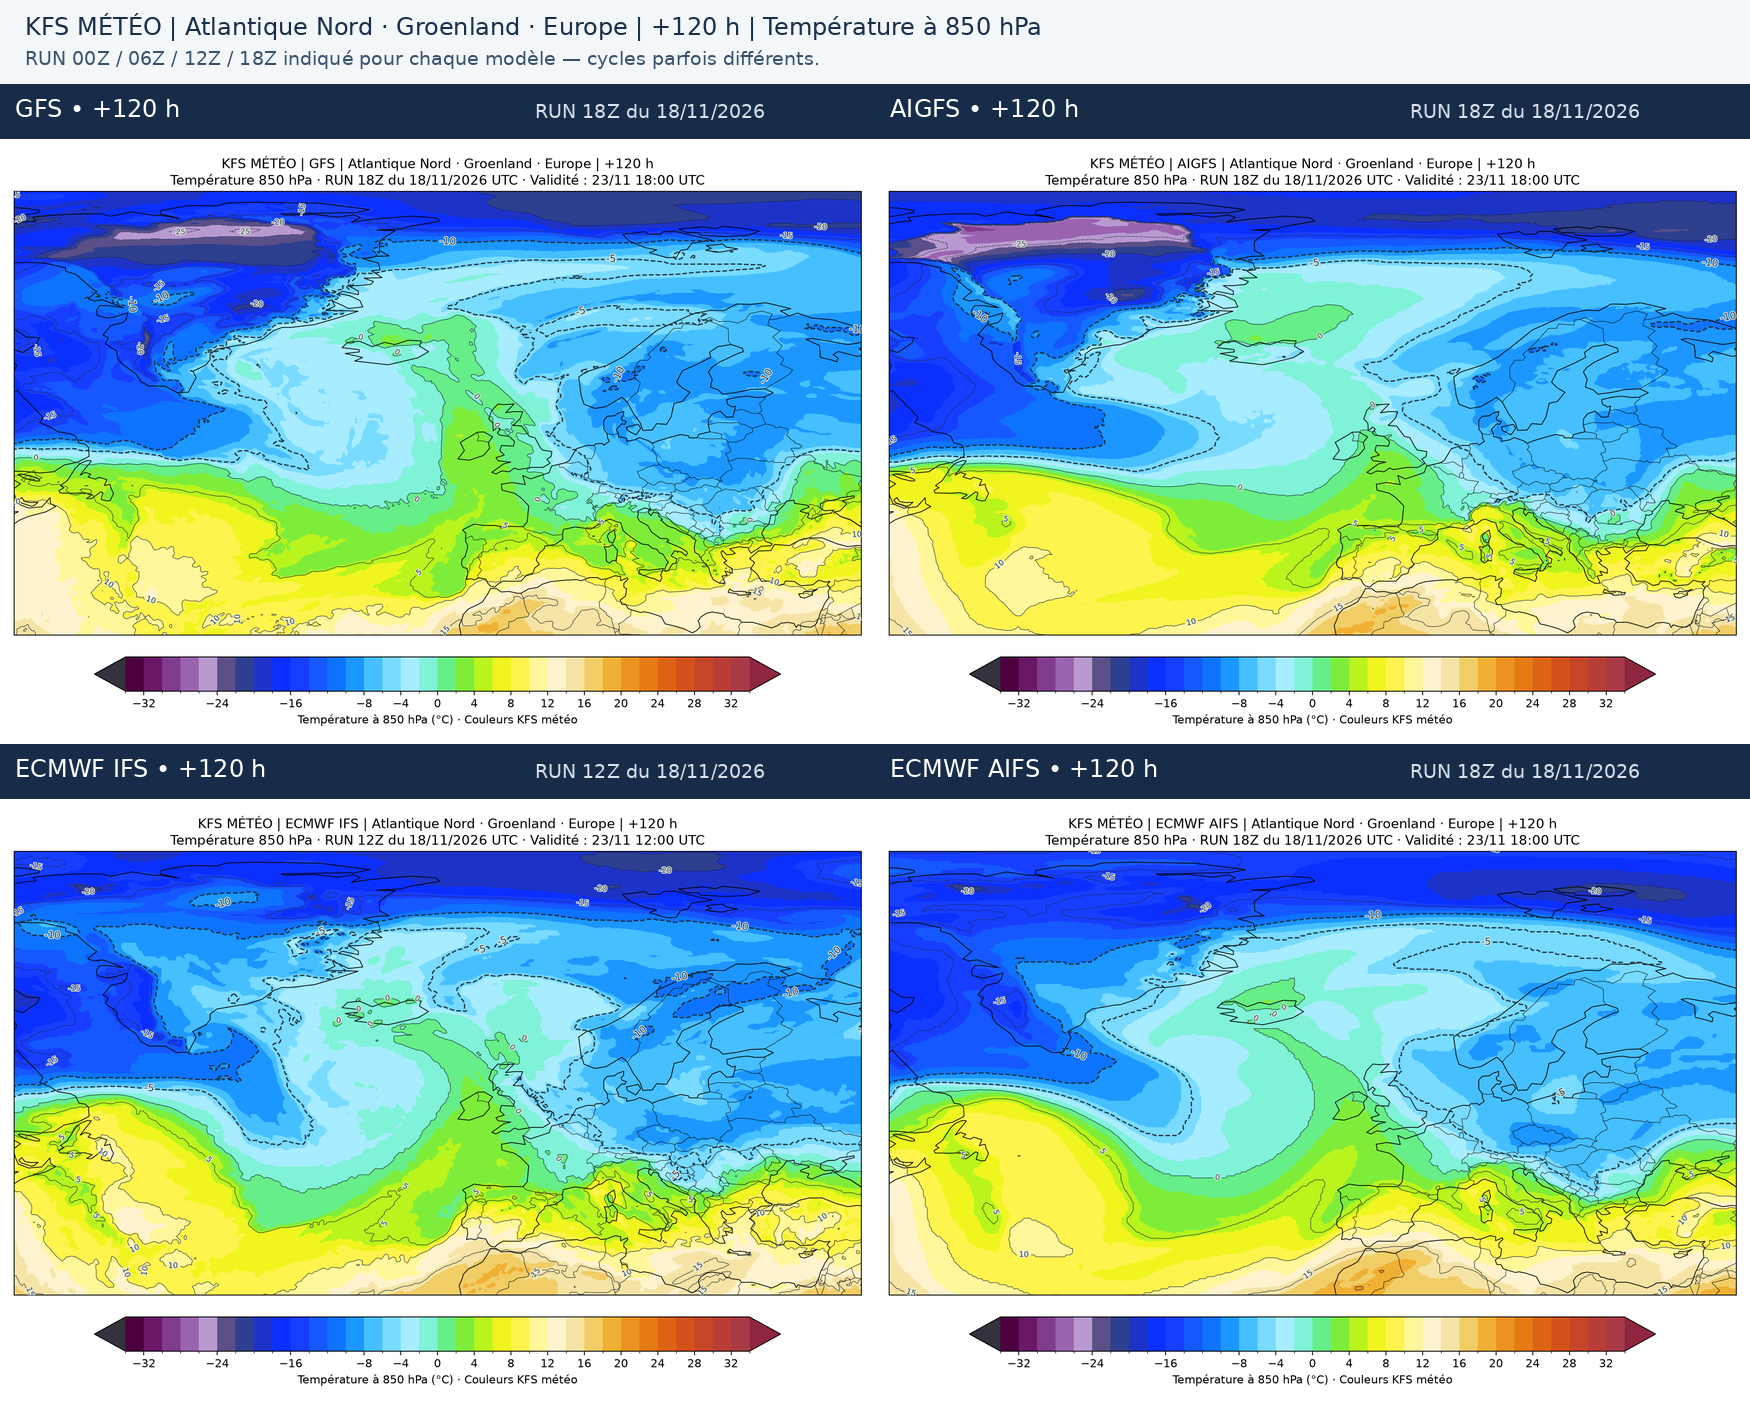 KFS MÉTÉO | Atlantique Nord · Groenland · Europe | +120 h | Température à 850 hPa
RUN 00Z / 06Z / 12Z / 18Z indiqué pour chaque modèle — cycles parfois différents.
GFS • +120 h
RUN 18Z du 18/11/2026
KFS MÉTÉO | GFS | Atlantique Nord · Groenland · Europe | +120 h
Température 850 hPa · RUN 18Z du 18/11/2026 UTC · Validité : 23/11 18:00 UTC
−32 −24 −16 −8 −4 0 4 8 12 16 20 24 28 32
Température à 850 hPa (°C) · Couleurs KFS météo
AIGFS • +120 h
RUN 18Z du 18/11/2026
KFS MÉTÉO | AIGFS | Atlantique Nord · Groenland · Europe | +120 h
Température 850 hPa · RUN 18Z du 18/11/2026 UTC · Validité : 23/11 18:00 UTC
−32 −24 −16 −8 −4 0 4 8 12 16 20 24 28 32
Température à 850 hPa (°C) · Couleurs KFS météo
ECMWF IFS • +120 h
RUN 12Z du 18/11/2026
KFS MÉTÉO | ECMWF IFS | Atlantique Nord · Groenland · Europe | +120 h
Température 850 hPa · RUN 12Z du 18/11/2026 UTC · Validité : 23/11 12:00 UTC
−32 −24 −16 −8 −4 0 4 8 12 16 20 24 28 32
Température à 850 hPa (°C) · Couleurs KFS météo
ECMWF AIFS • +120 h
RUN 18Z du 18/11/2026
KFS MÉTÉO | ECMWF AIFS | Atlantique Nord · Groenland · Europe | +120 h
Température 850 hPa · RUN 18Z du 18/11/2026 UTC · Validité : 23/11 18:00 UTC
−32 −24 −16 −8 −4 0 4 8 12 16 20 24 28 32
Température à 850 hPa (°C) · Couleurs KFS météo